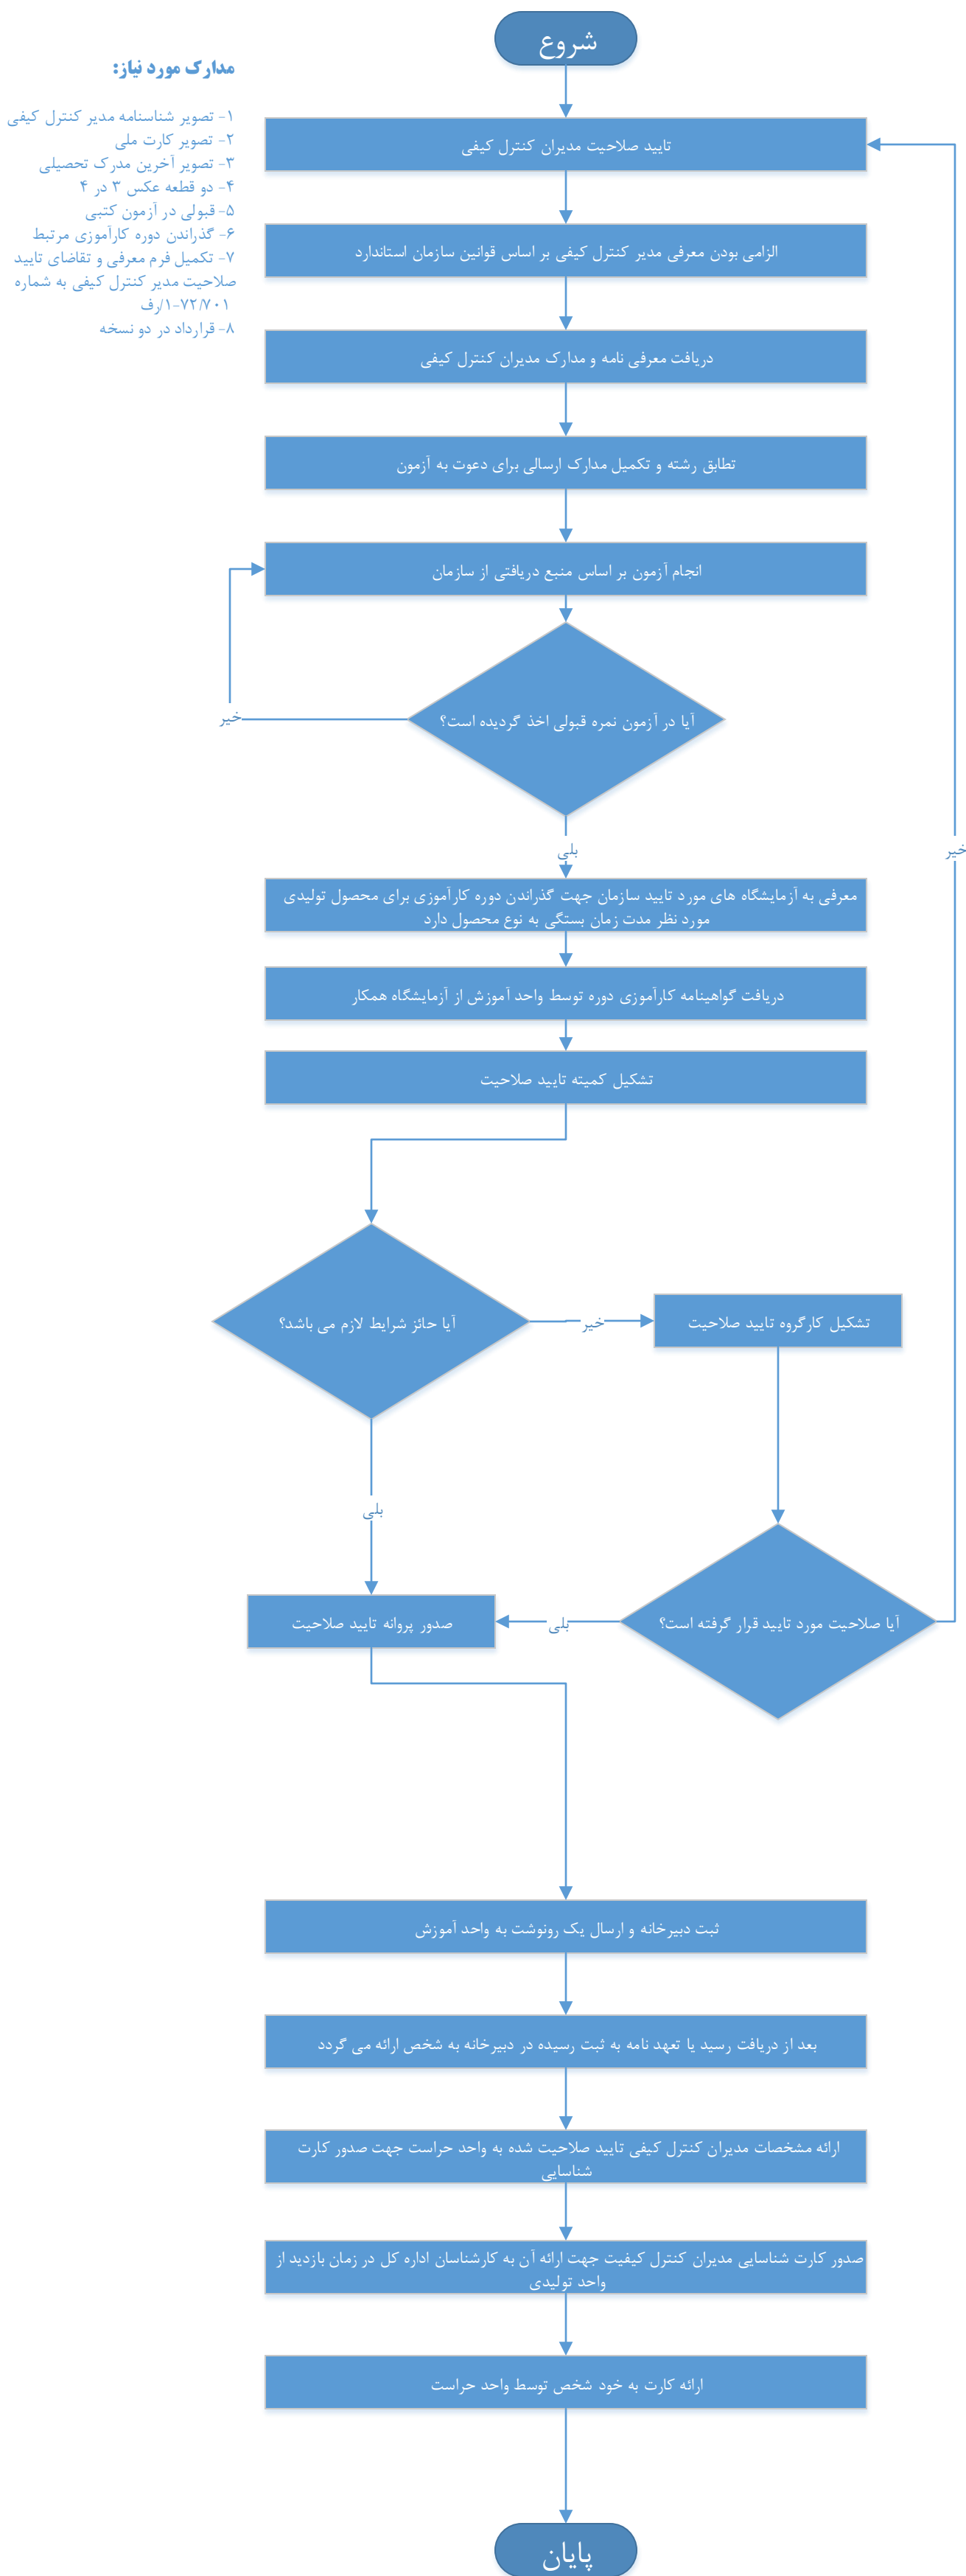 شروع
مدارک مورد نیاز:
۱- تصویر شناسنامه مدیر کنترل کیفی
۲- تصویر کارت ملی
۳- تصویر آخرین مدرک تحصیلی
۴- دو قطعه عکس ۳ در ۴
۵- قبولی در آزمون کتبی
۶- گذراندن دوره کارآموزی مرتبط
۷- تکمیل فرم معرفی و تقاضای تایید
صلاحیت مدیر کنترل کیفی به شماره
۱-۷۲/۷۰۱/رف
۸- قرارداد در دو نسخه
تایید صلاحیت مدیران کنترل کیفی
الزامی بودن معرفی مدیر کنترل کیفی بر اساس قوانین سازمان استاندارد
دریافت معرفی نامه و مدارک مدیران کنترل کیفی
تطابق رشته و تکمیل مدارک ارسالی برای دعوت به آزمون
انجام آزمون بر اساس منبع دریافتی از سازمان
آیا در آزمون نمره قبولی اخذ گردیده است؟
خیر
بلی
خیر
معرفی به آزمایشگاه های مورد تایید سازمان جهت گذراندن دوره کارآموزی برای محصول تولیدی
مورد نظر مدت زمان بستگی به نوع محصول دارد
دریافت گواهینامه کارآموزی دوره توسط واحد آموزش از آزمایشگاه همکار
تشکیل کمیته تایید صلاحیت
آیا حائز شرایط لازم می باشد؟
خیر
تشکیل کارگروه تایید صلاحیت
بلی
آیا صلاحیت مورد تایید قرار گرفته است؟
بلی
صدور پروانه تایید صلاحیت
ثبت دبیرخانه و ارسال یک رونوشت به واحد آموزش
بعد از دریافت رسید یا تعهد نامه به ثبت رسیده در دبیرخانه به شخص ارائه می گردد
ارائه مشخصات مدیران کنترل کیفی تایید صلاحیت شده به واحد حراست جهت صدور کارت
شناسایی
صدور کارت شناسایی مدیران کنترل کیفیت جهت ارائه آن به کارشناسان اداره کل در زمان بازدید از
واحد تولیدی
ارائه کارت به خود شخص توسط واحد حراست
پایان